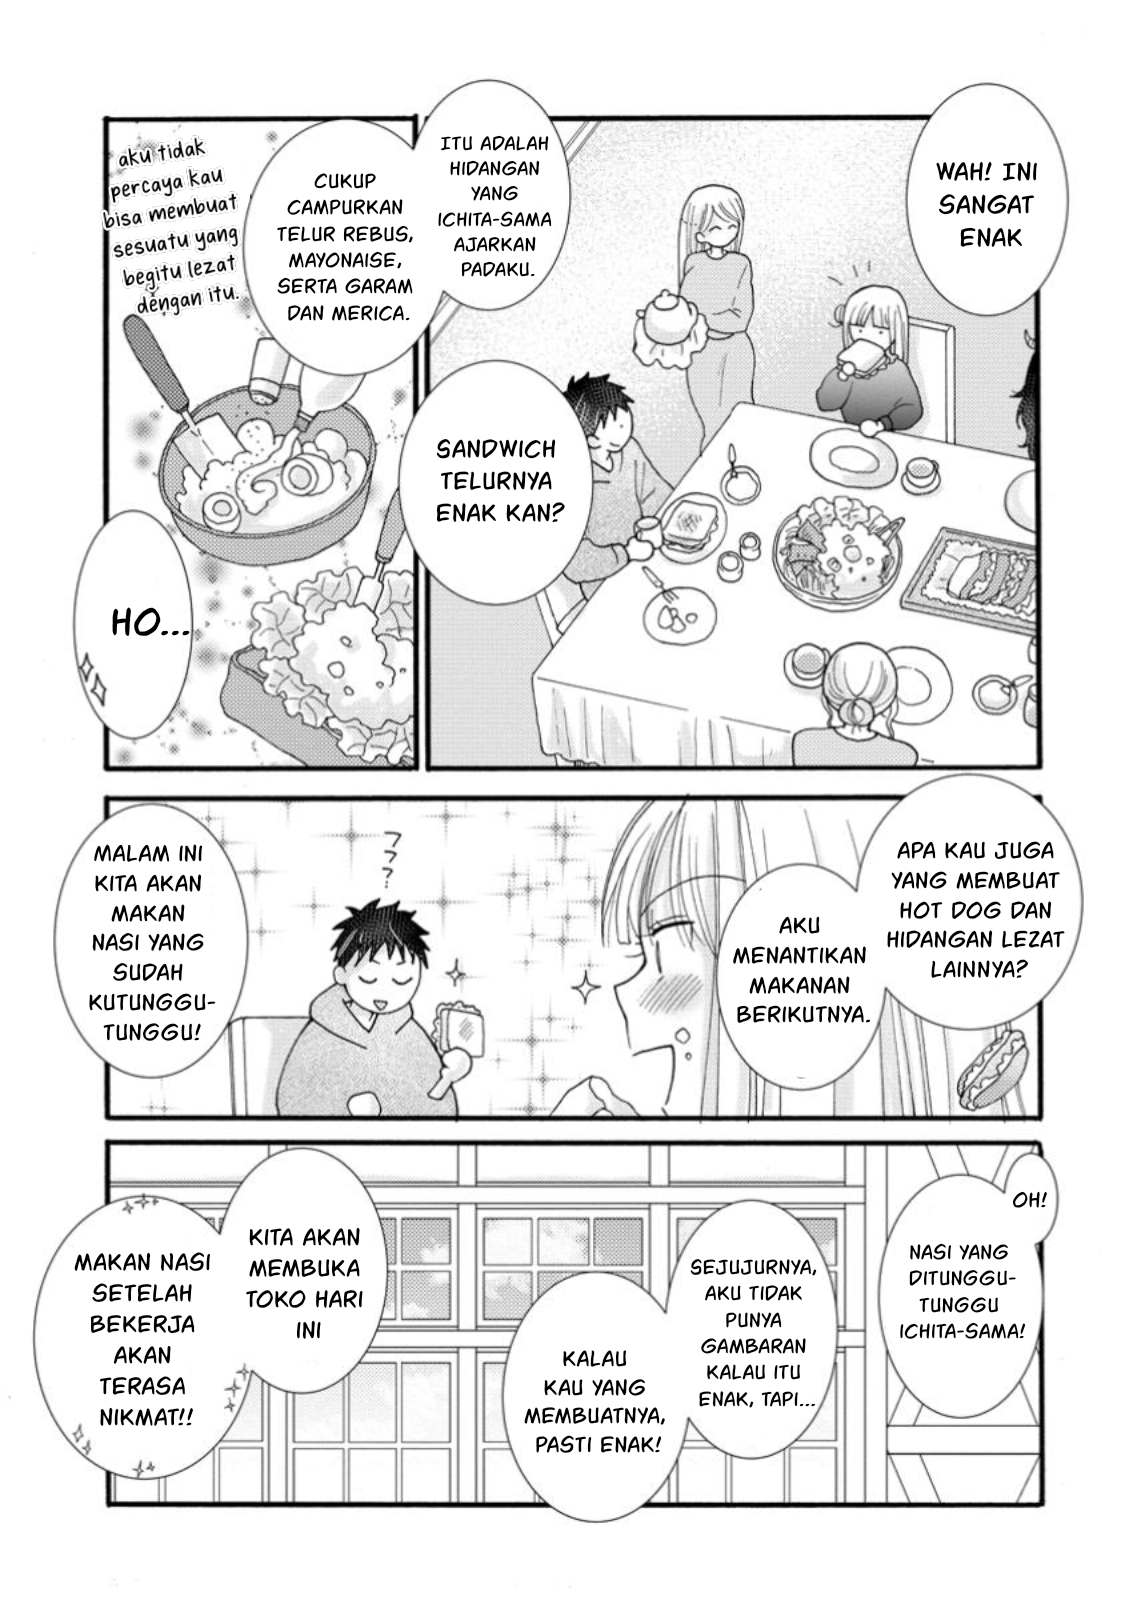 WAH! INI
SANGAT
ENAK
ITU ADALAH
HIDANGAN
YANG
ICHITA-SAMA
AJARKAN
PADAKU.
SANDWICH
TELURNYA
ENAK KAN?
CUKUP
CAMPURKAN
TELUR REBUS,
MAYONAISE,
SERTA GARAM
DAN MERICA.
aku tidak
percaya kau
bisa membuat
sesuatu yang
begitu lezat
dengan itu.
HO...
APA KAU JUGA
YANG MEMBUAT
HOT DOG DAN
HIDANGAN LEZAT
LAINNYA?
AKU
MENANTIKAN
MAKANAN
BERIKUTNYA.
フフフ?
MALAM INI
KITA AKAN
MAKAN
NASI YANG
SUDAH
KUTUNGGU-
TUNGGU!
OH!
NASI YANG
DITUNGGU-
TUNGGU
ICHITA-SAMA!
SEJUJURNYA,
AKU TIDAK
PUNYA
GAMBARAN
KALAU ITU
ENAK, TAPI...
KALAU
KAU YANG
MEMBUATNYA,
PASTI ENAK!
KITA AKAN
MEMBUKA
TOKO HARI
INI
MAKAN NASI
SETELAH
BEKERJA
AKAN
TERASA
NIKMAT!!